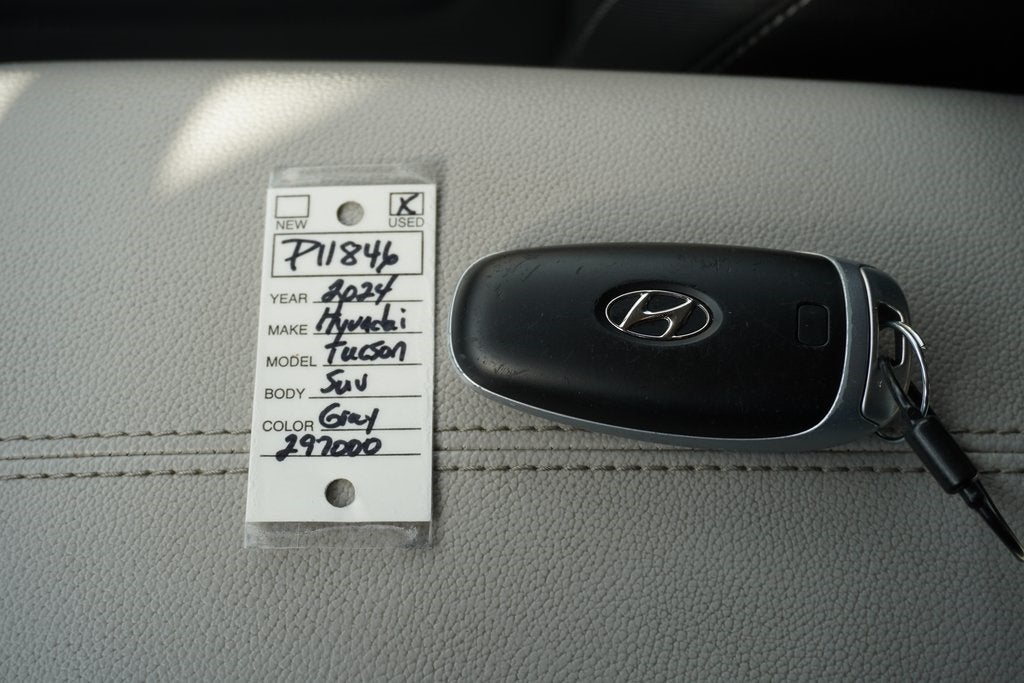 NEW
X
USED
P11846
YEAR 2024
MAKE Hyundai
MODEL Tucson
BODY Suv
COLOR Gray
297000